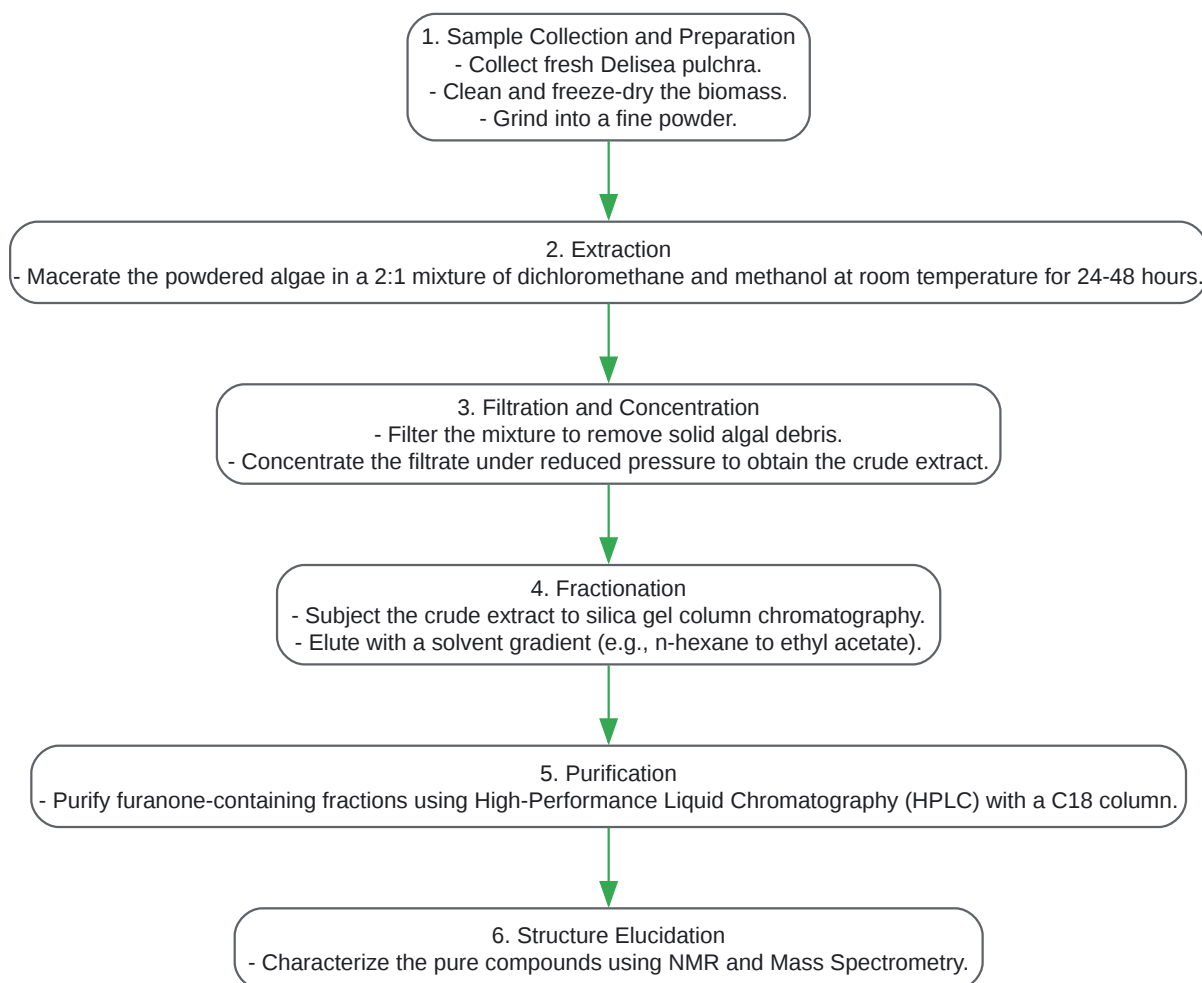 1. Sample Collection and Preparation
- Collect fresh Delisea pulchra.
- Clean and freeze-dry the biomass.
- Grind into a fine powder.
2. Extraction
- Macerate the powdered algae in a 2:1 mixture of dichloromethane and methanol at room temperature for 24-48 hours.
3. Filtration and Concentration
- Filter the mixture to remove solid algal debris.
- Concentrate the filtrate under reduced pressure to obtain the crude extract.
4. Fractionation
- Subject the crude extract to silica gel column chromatography.
- Elute with a solvent gradient (e.g., n-hexane to ethyl acetate).
5. Purification
- Purify furanone-containing fractions using High-Performance Liquid Chromatography (HPLC) with a C18 column.
6. Structure Elucidation
- Characterize the pure compounds using NMR and Mass Spectrometry.